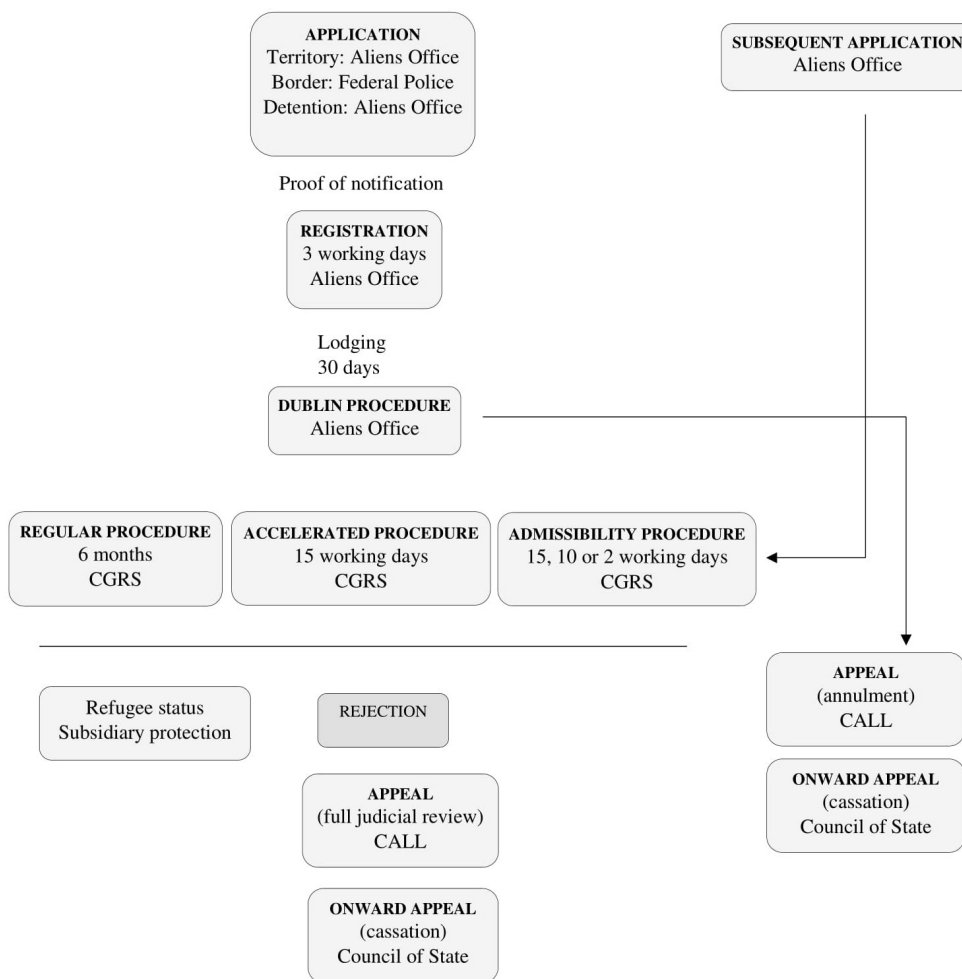 APPLICATION
Territory: Aliens Office
Border: Federal Police
Detention: Aliens Office
SUBSEQUENT APPLICATION
Aliens Office
Proof of notification
REGISTRATION
3 working days
Aliens Office
Lodging
30 days
DUBLIN PROCEDURE
Aliens Office
REGULAR PROCEDURE
6 months
CGRS
ACCELERATED PROCEDURE
15 working days
CGRS
ADMISSIBILITY PROCEDURE
15, 10 or 2 working days
CGRS
Refugee status
Subsidiary protection
REJECTION
APPEAL
(full judicial review)
CALL
ONWARD APPEAL
(cassation)
Council of State
APPEAL
(annulment)
CALL
ONWARD APPEAL
(cassation)
Council of State